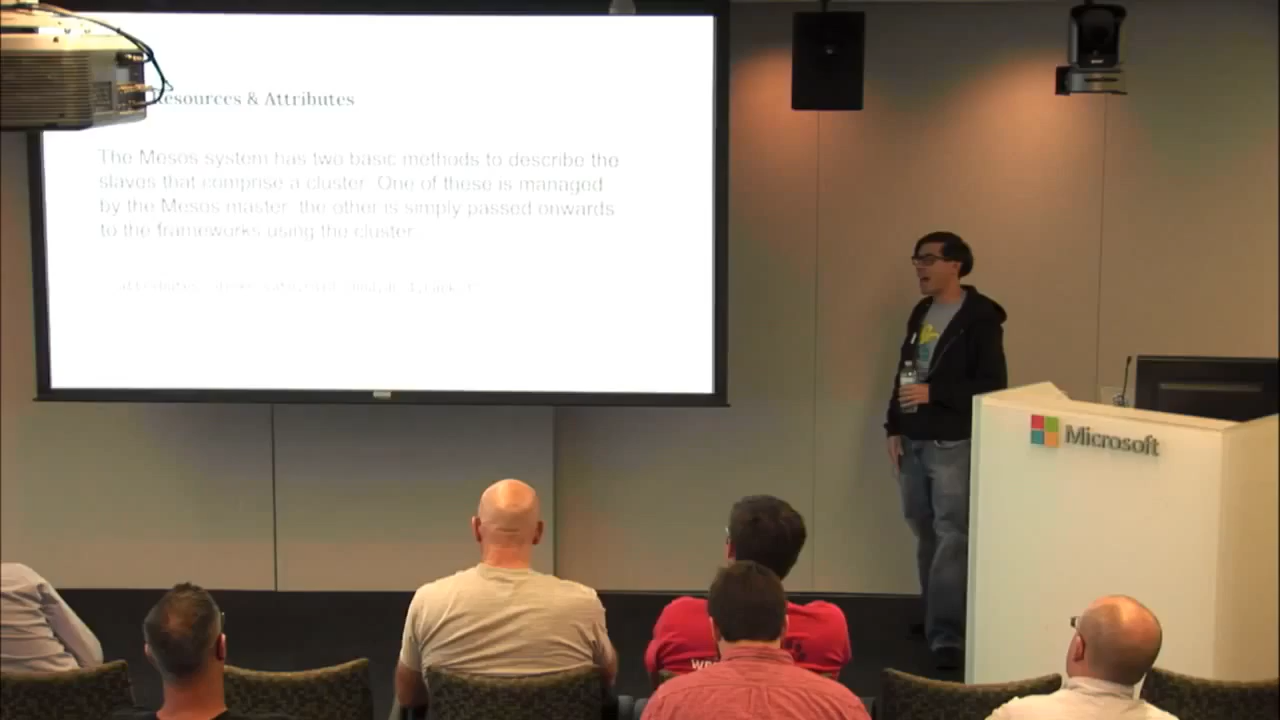 Resources & Attributes
The Mesos system has two basic methods to describe the
slaves that comprise a cluster. One of these is managed
by the Mesos master, the other is simply passed onwards
to the frameworks using the cluster.
Microsoft